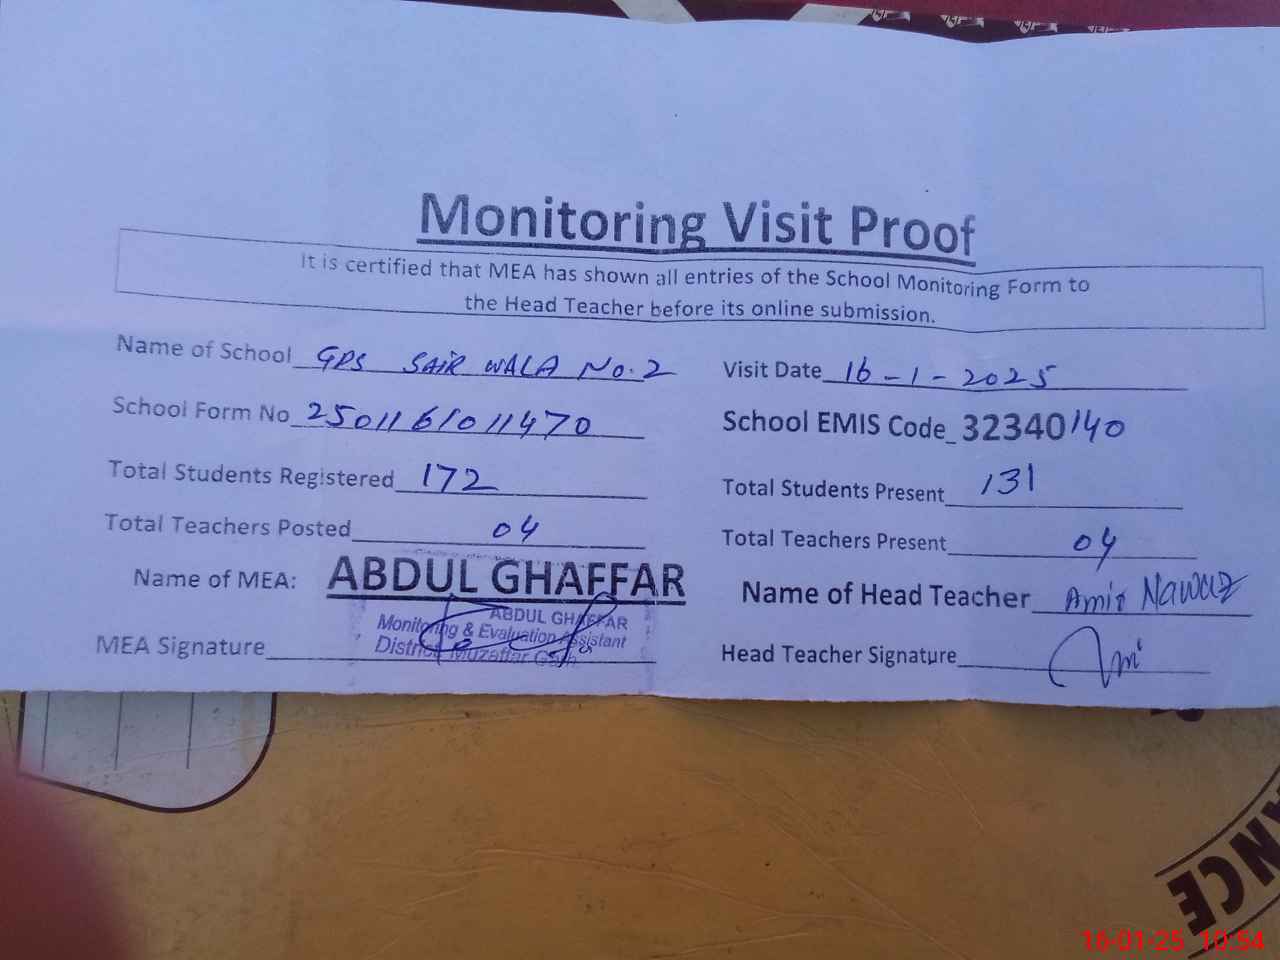 Monitoring Visit Proof
It is certified that MEA has shown all entries of the School Monitoring Form to
the Head Teacher before its online submission.
Name of School GPS SAIR WALA No. 2 Visit Date 16-1-2025
School Form No 2501161011470 School EMIS Code_ 32340140
Total Students Registered 172 Total Students Present 131
Total Teachers Posted 04 Total Teachers Present 04
Name of MEA: ABDUL GHAFFAR Name of Head Teacher Amir Nawaz
ABDUL GHAFFAR
Monitoring & Evaluation Assistant
District Muzaffar Garh
MEA Signature Head Teacher Signature
ANCE
16-01-25 10:54